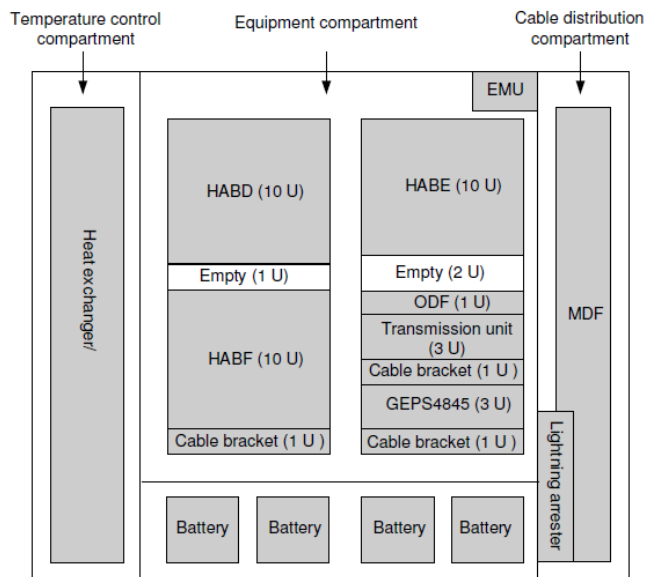 Temperature control
compartment
Equipment compartment
Cable distribution
compartment
EMU
HABD (10 U)
HABE (10 U)
Empty (1 U)
Empty (2 U)
ODF (1 U)
Transmission unit
(3 U)
HABF (10 U)
Cable bracket (1 U )
GEPS4845 (3 U)
Cable bracket (1 U )
Cable bracket (1 U )
Heat exchanger/
MDF
Lightning arrester
Battery
Battery
Battery
Battery